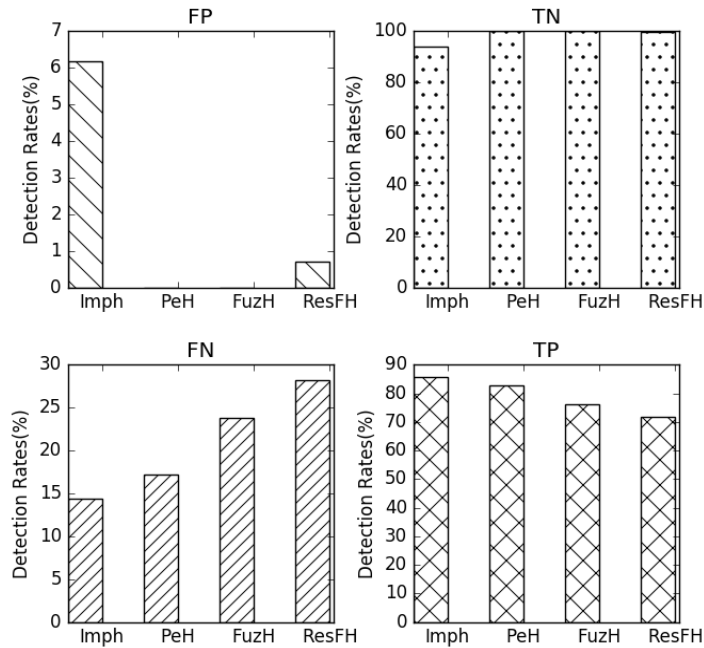 FP
Detection Rates(%)
7
6
5
4
3
2
1
0
Imph PeH FuzH ResFH
TN
Detection Rates(%)
100
80
60
40
20
0
Imph PeH FuzH ResFH
FN
Detection Rates(%)
30
25
20
15
10
5
0
Imph PeH FuzH ResFH
TP
Detection Rates(%)
90
80
70
60
50
40
30
20
10
0
Imph PeH FuzH ResFH